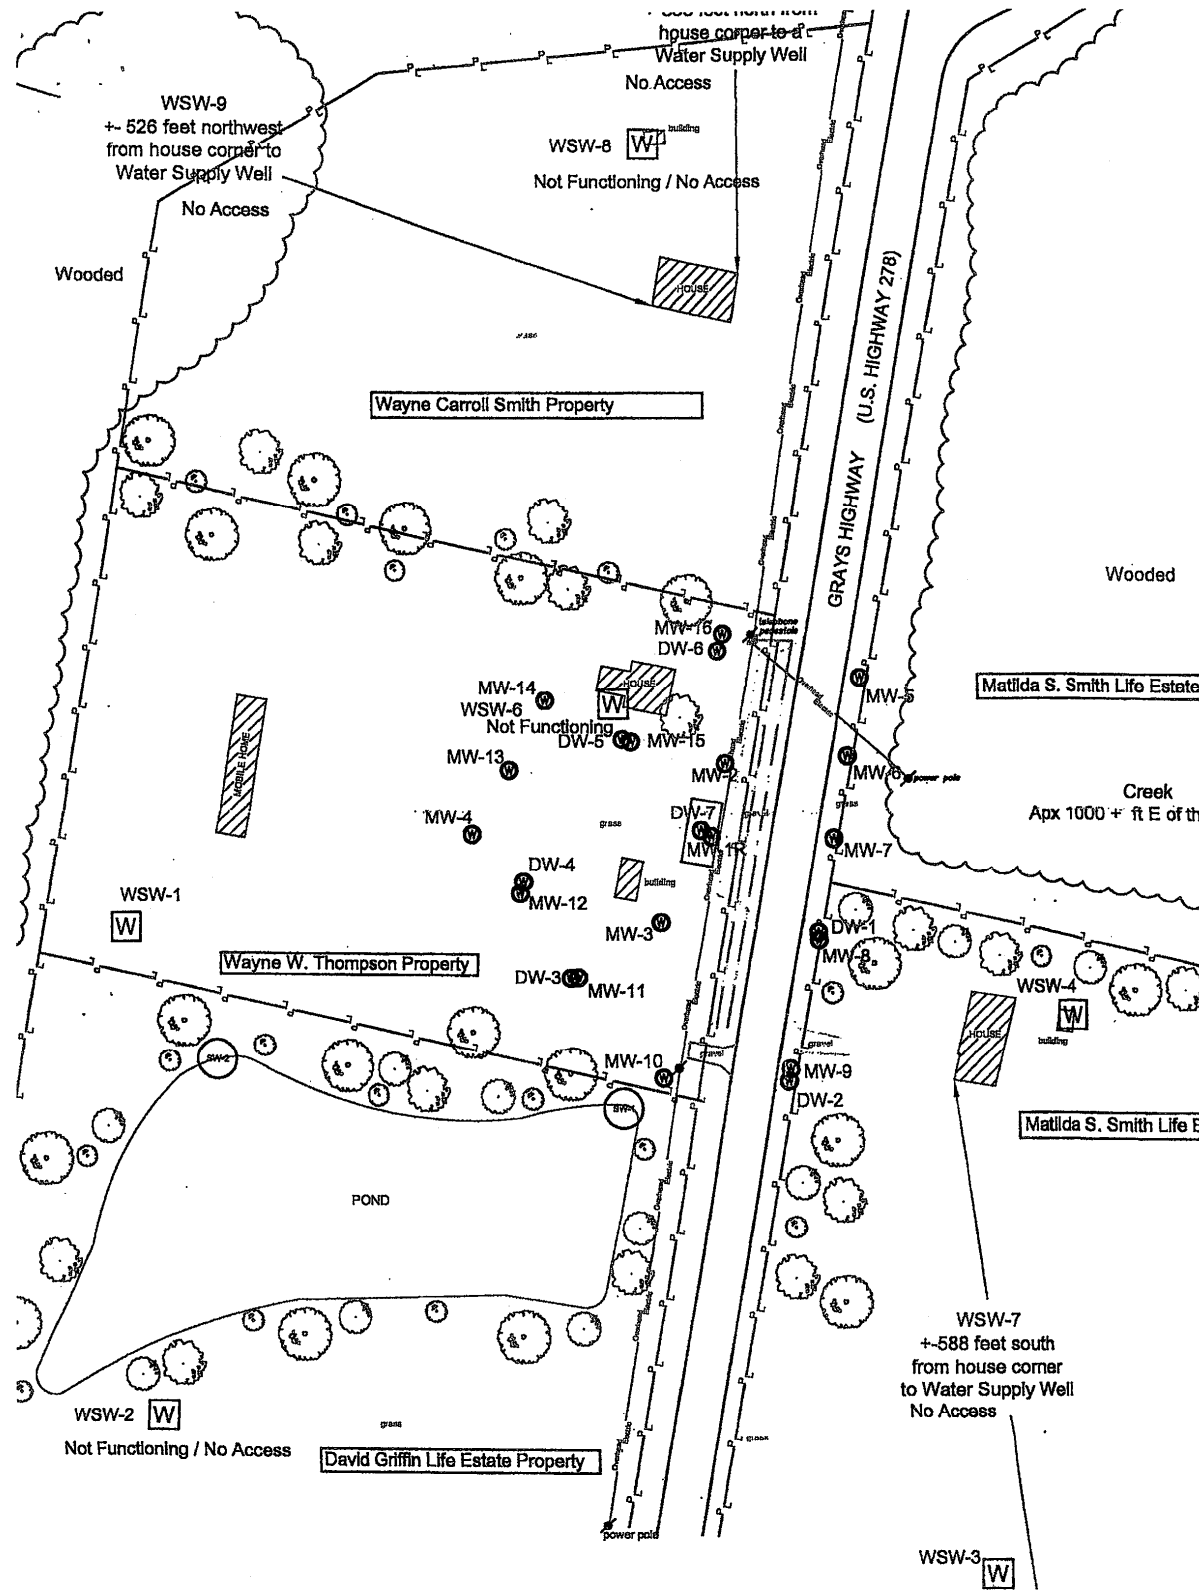 house corner to a
Water Supply Well
No Access
WSW-9
+- 526 feet northwest
from house corner to
Water Supply Well
No Access
WSW-8
W
building
Not Functioning / No Access
Wooded
HOUSE
Wayne Carroll Smith Property
GRAYS HIGHWAY (U.S. HIGHWAY 278)
Overhead Electric
Wooded
MW-16
DW-6
telephone
pedestals
Matilda S. Smith Life Estate
MW-5
MW-14
WSW-6
Not Functioning
HOUSE
W
DW-5
MW-15
MW-13
MOBILE HOME
MW-2
MW-6
power pole
Creek
Apx 1000 + ft E of th
grass
MW-4
grass
DW-7
MW-1R
gravel
MW-7
DW-4
MW-12
building
WSW-1
W
MW-3
DW-1
MW-8
Wayne W. Thompson Property
DW-3
MW-11
WSW-4
W
building
HOUSE
SW-2
MW-10
gravel
gravel
MW-9
DW-2
SW-1
Matilda S. Smith Life E
POND
WSW-7
+-588 feet south
from house corner
to Water Supply Well
No Access
WSW-2
W
Not Functioning / No Access
grass
grass
David Griffin Life Estate Property
power pole
WSW-3
W